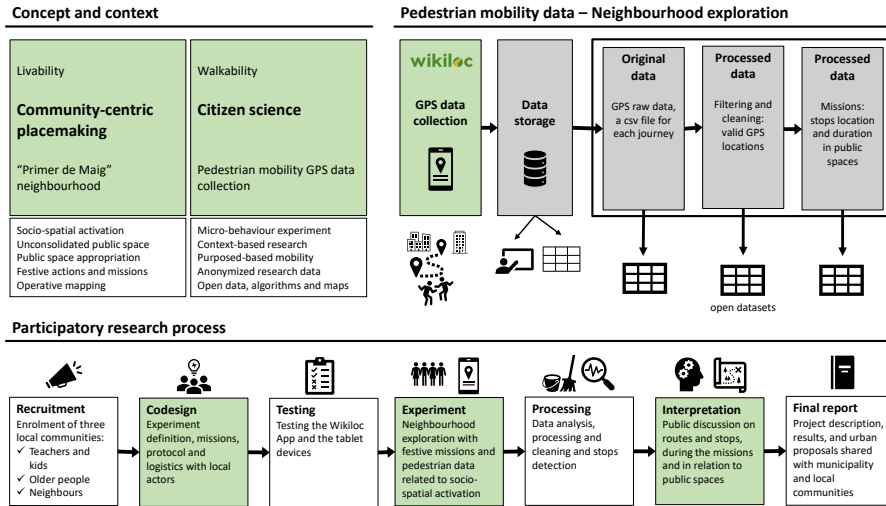 Concept and context
Livability
Community-centric
placemaking
“Primer de Maig”
neighbourhood
Walkability
Citizen science
Pedestrian mobility GPS data
collection
Socio-spatial activation
Unconsolidated public space
Public space appropriation
Festive actions and missions
Operative mapping
Micro-behaviour experiment
Context-based research
Purposed-based mobility
Anonymized research data
Open data, algorithms and maps
Pedestrian mobility data – Neighbourhood exploration
wikiloc
GPS data
collection
Data
storage
Original
data
GPS raw data,
a csv file for
each journey
Processed
data
Filtering and
cleaning:
valid GPS
locations
Processed
data
Missions:
stops location
and duration
in public
spaces
open datasets
Participatory research process
Recruitment
Enrolment of three
local communities:
✓ Teachers and
kids
✓ Older people
✓ Neighbours
Codesign
Experiment
definition, missions,
protocol and
logistics with local
actors
Testing
Testing the Wikiloc
App and the tablet
devices
Experiment
Neighbourhood
exploration with
festive missions and
pedestrian data
related to socio-
spatial activation
Processing
Data analysis,
processing and
cleaning and stops
detection
Interpretation
Public discussion on
routes and stops,
during the missions
and in relation to
public spaces
Final report
Project description,
results, and urban
proposals shared
with municipality
and local
communities